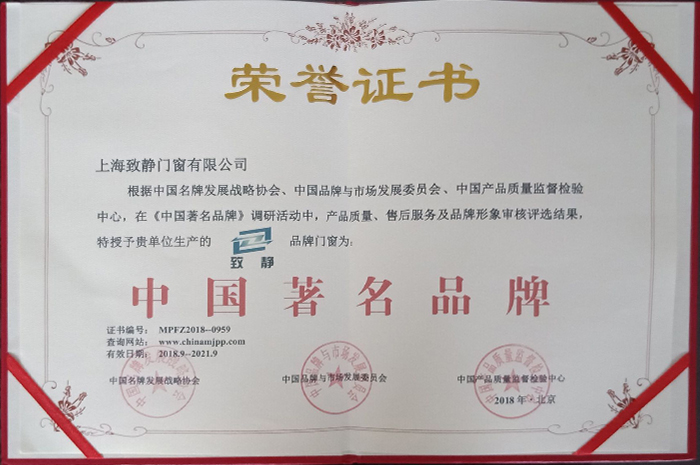 荣誉证书
上海致静门窗有限公司
根据中国名牌发展战略协会、中国品牌与市场发展委员会、中国产品质量监督检验
中心，在《中国著名品牌》调研活动中，产品质量、售后服务及品牌形象审核评选结果，
特授予贵单位生产的 致静 品牌门窗为：
中国著名品牌
证书编号： MPFZ2018--0959
查询网站： www.chinamjpp.com
有效日期： 2018.9--2021.9
中国名牌发展战略协会 中国品牌与市场发展委员会 中国产品质量监督检验中心
2018年·北京